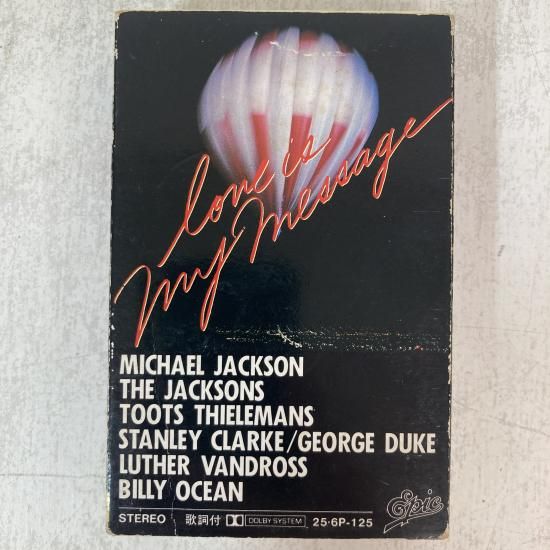 love is
my message
MICHAEL JACKSON
THE JACKSONS
TOOTS THIELEMANS
STANLEY CLARKE/GEORGE DUKE
LUTHER VANDROSS
BILLY OCEAN
Epic
STEREO 歌詞付 DOLBY SYSTEM 25·6P-125